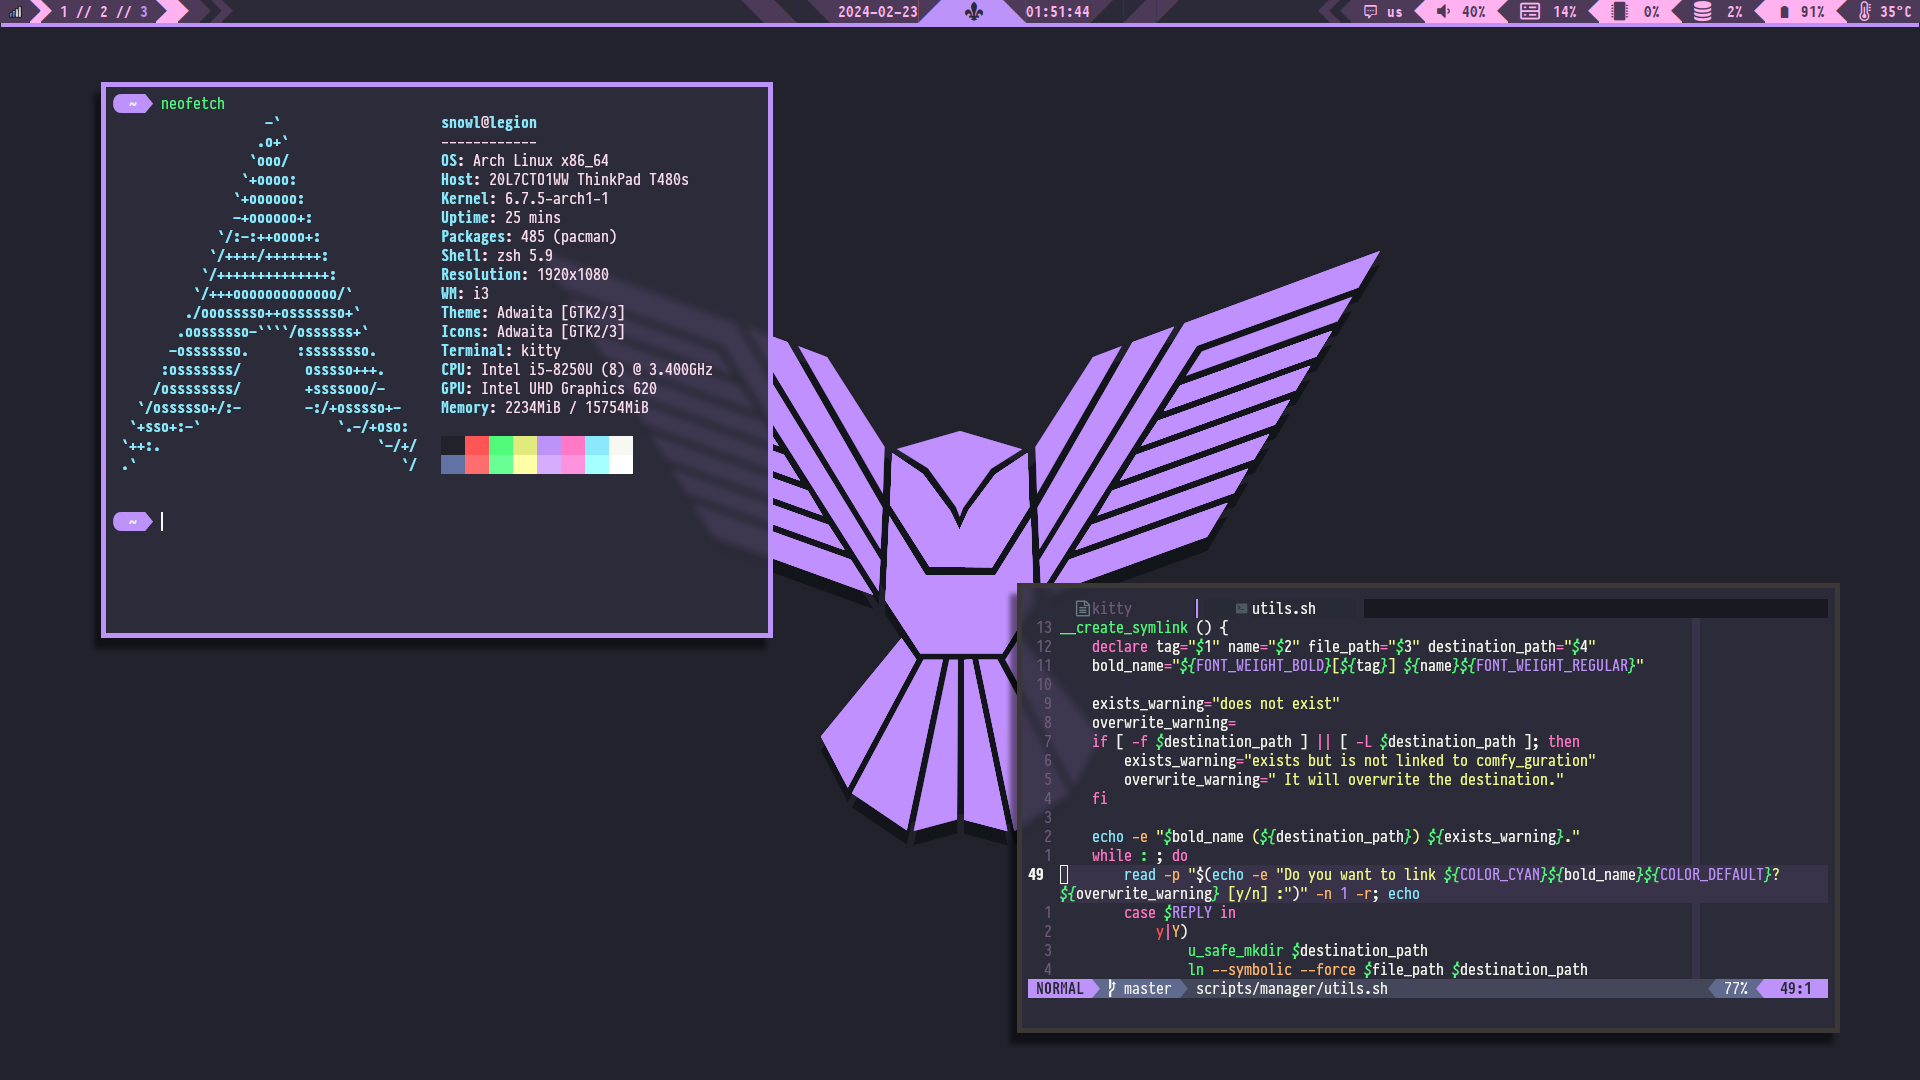 1 // 2 // 3
2024-02-23
01:51:44
us
40%
14%
0%
2%
91%
35°C
~ neofetch
-`
.o+`
`ooo/
`+oooo:
`+oooooo:
-+oooooo+:
`/:-:++oooo+:
`/++++/+++++++:
`/++++++++++++++:
`/+++ooooooooooooo/`
./ooosssso++osssssso+`
.oossssso-````/ossssss+`
-osssssso.      :ssssssso.
:osssssss/        osssso+++.
/ossssssss/        +ssssooo/-
`/ossssso+/:-        -:/+osssso+-
`+sso+:-`                 `.-/+oso:
`++:.                           `-/+/
.`                                 `/
snowl@legion
------------
OS: Arch Linux x86_64
Host: 20L7CTO1WW ThinkPad T480s
Kernel: 6.7.5-arch1-1
Uptime: 25 mins
Packages: 485 (pacman)
Shell: zsh 5.9
Resolution: 1920x1080
WM: i3
Theme: Adwaita [GTK2/3]
Icons: Adwaita [GTK2/3]
Terminal: kitty
CPU: Intel i5-8250U (8) @ 3.400GHz
GPU: Intel UHD Graphics 620
Memory: 2234MiB / 15754MiB
~
kitty
utils.sh
13 __create_symlink () {
12     declare tag="$1" name="$2" file_path="$3" destination_path="$4"
11     bold_name="${FONT_WEIGHT_BOLD}[${tag}] ${name}${FONT_WEIGHT_REGULAR}"
10
9     exists_warning="does not exist"
8     overwrite_warning=
7     if [ -f $destination_path ] || [ -L $destination_path ]; then
6         exists_warning="exists but is not linked to comfy_guration"
5         overwrite_warning=" It will overwrite the destination."
4     fi
3
2     echo -e "$bold_name (${destination_path}) ${exists_warning}."
1     while : ; do
49         read -p "$(echo -e "Do you want to link ${COLOR_CYAN}${bold_name}${COLOR_DEFAULT}?
${overwrite_warning} [y/n] :")" -n 1 -r; echo
1         case $REPLY in
2             y|Y)
3                 u_safe_mkdir $destination_path
4                 ln --symbolic --force $file_path $destination_path
NORMAL master scripts/manager/utils.sh 77% 49:1